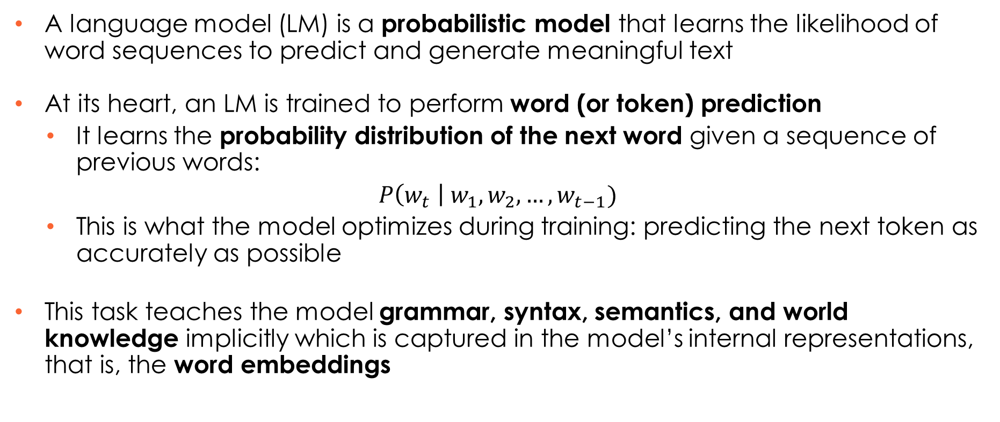 • A language model (LM) is a probabilistic model that learns the likelihood of
word sequences to predict and generate meaningful text
• At its heart, an LM is trained to perform word (or token) prediction
• It learns the probability distribution of the next word given a sequence of
previous words:
P(w_t | w_1, w_2, … , w_{t−1})
• This is what the model optimizes during training: predicting the next token as
accurately as possible
• This task teaches the model grammar, syntax, semantics, and world
knowledge implicitly which is captured in the model’s internal representations,
that is, the word embeddings